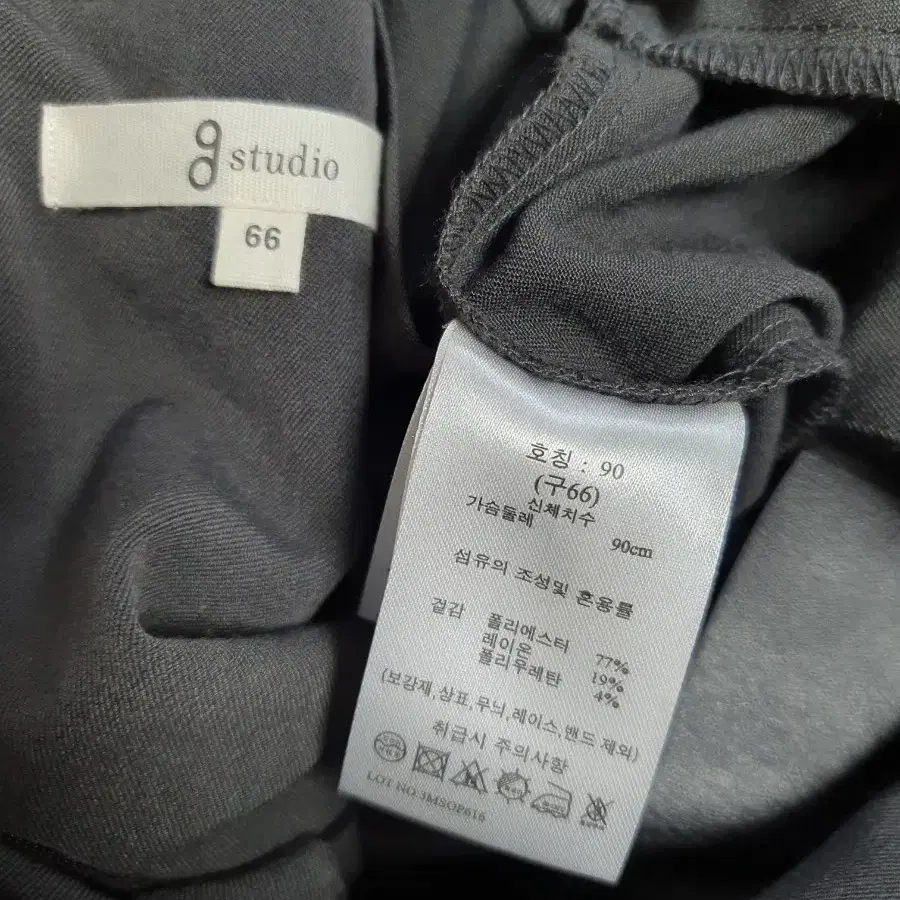 g studio
66
호칭 : 90
(구66)
신체치수
가슴둘레 90cm
섬유의 조성및 혼용률
겉감 폴리에스터 77%
레이온 19%
폴리우레탄 4%
(보강재,상표,무늬,레이스,밴드 제외)
취급시 주의사항
LOT NO.3MSOP616